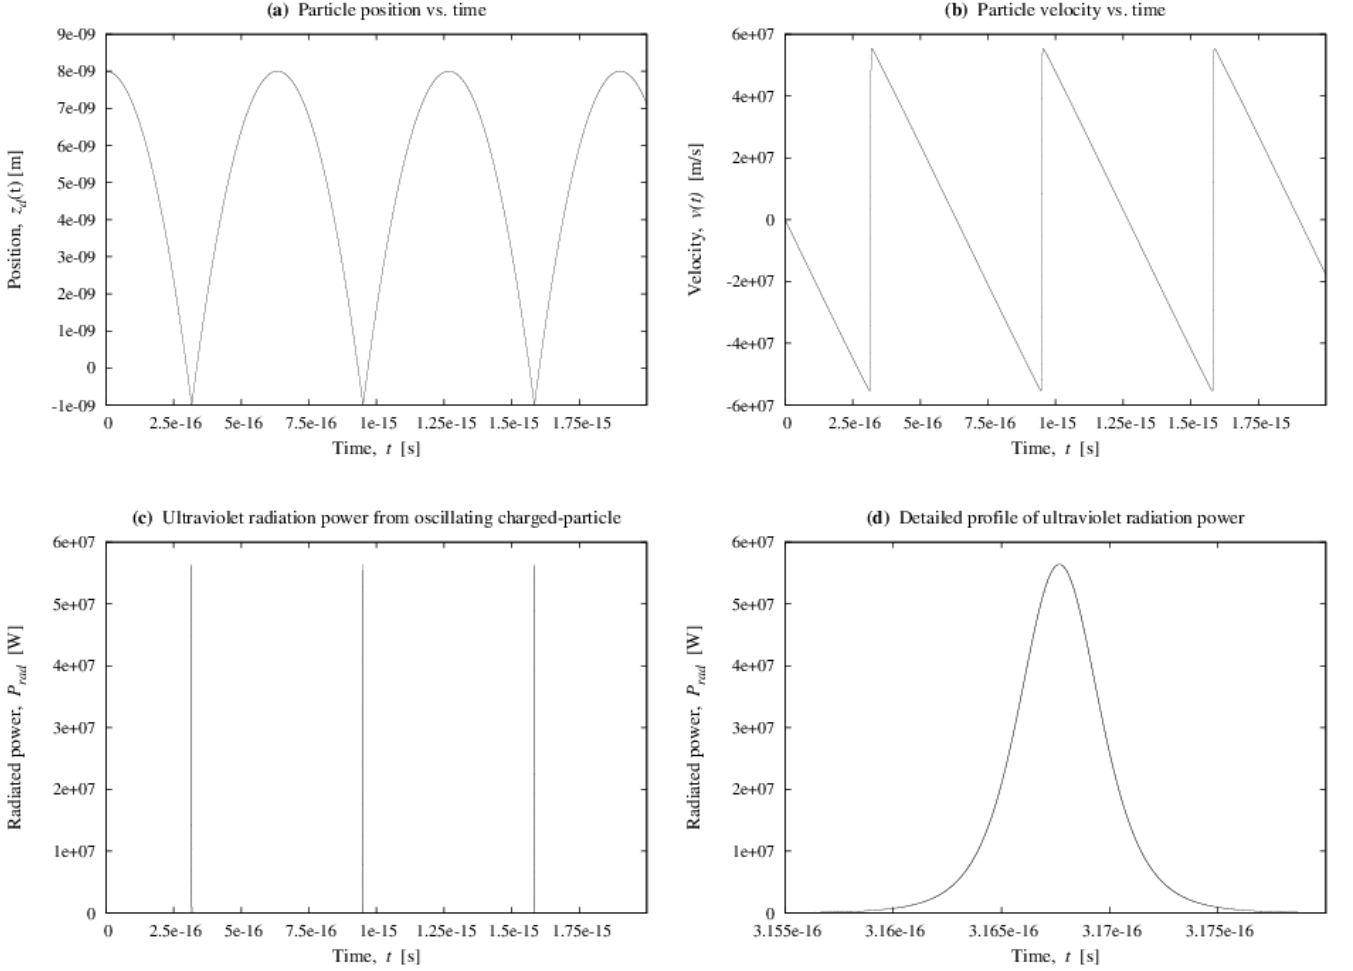 (a) Particle position vs. time
9e-09
8e-09
7e-09
6e-09
5e-09
4e-09
3e-09
2e-09
1e-09
0
-1e-09
Position, z_d(t) [m]
0 2.5e-16 5e-16 7.5e-16 1e-15 1.25e-15 1.5e-15 1.75e-15
Time, t [s]
(b) Particle velocity vs. time
6e+07
4e+07
2e+07
0
-2e+07
-4e+07
-6e+07
Velocity, v(t) [m/s]
0 2.5e-16 5e-16 7.5e-16 1e-15 1.25e-15 1.5e-15 1.75e-15
Time, t [s]
(c) Ultraviolet radiation power from oscillating charged-particle
6e+07
5e+07
4e+07
3e+07
2e+07
1e+07
0
Radiated power, P_rad [W]
0 2.5e-16 5e-16 7.5e-16 1e-15 1.25e-15 1.5e-15 1.75e-15
Time, t [s]
(d) Detailed profile of ultraviolet radiation power
6e+07
5e+07
4e+07
3e+07
2e+07
1e+07
0
Radiated power, P_rad [W]
3.155e-16 3.16e-16 3.165e-16 3.17e-16 3.175e-16
Time, t [s]